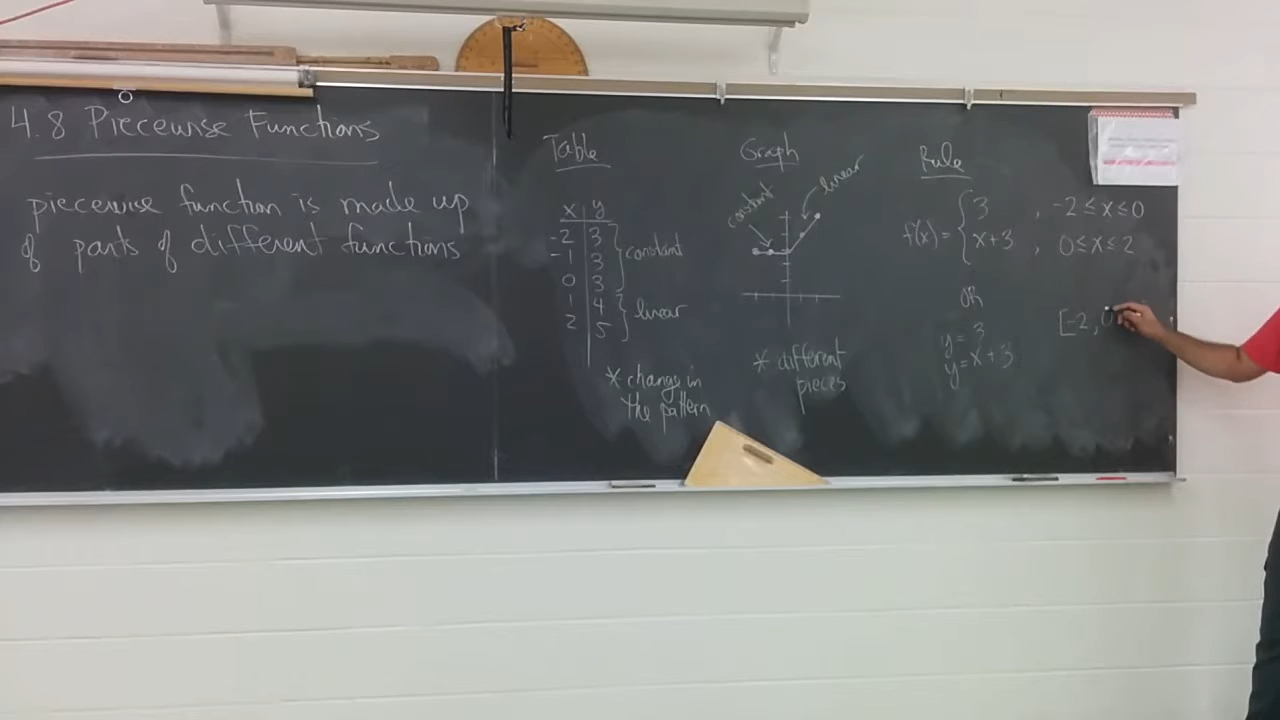 4.8 Piecewise Functions
piecewise function is made up
of parts of different functions
Table
x y
-2 3
-1 3
0 3
constant
1 4
2 5
linear
* change in
the pattern
Graph
constant
linear
* different
pieces
Rule
f(x) = { 3 , -2 ≤ x ≤ 0
x+3 , 0 ≤ x ≤ 2
OR
y = 3 [-2, 0
y = x + 3